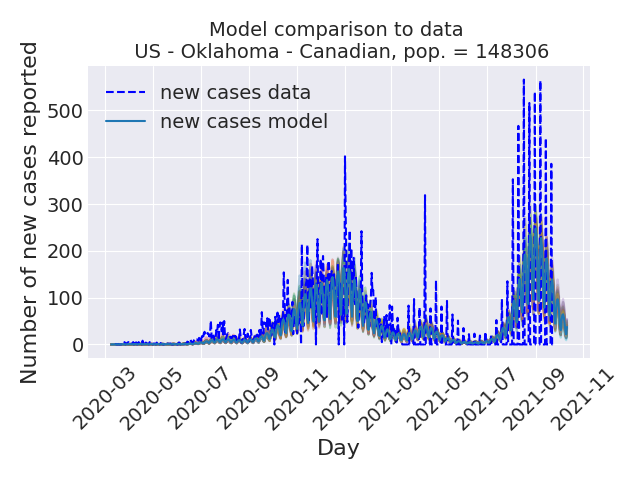 Model comparison to data
US - Oklahoma - Canadian, pop. = 148306
Number of new cases reported
500
400
300
200
100
0
new cases data
new cases model
2020-03
2020-05
2020-07
2020-09
2020-11
2021-01
2021-03
2021-05
2021-07
2021-09
2021-11
Day